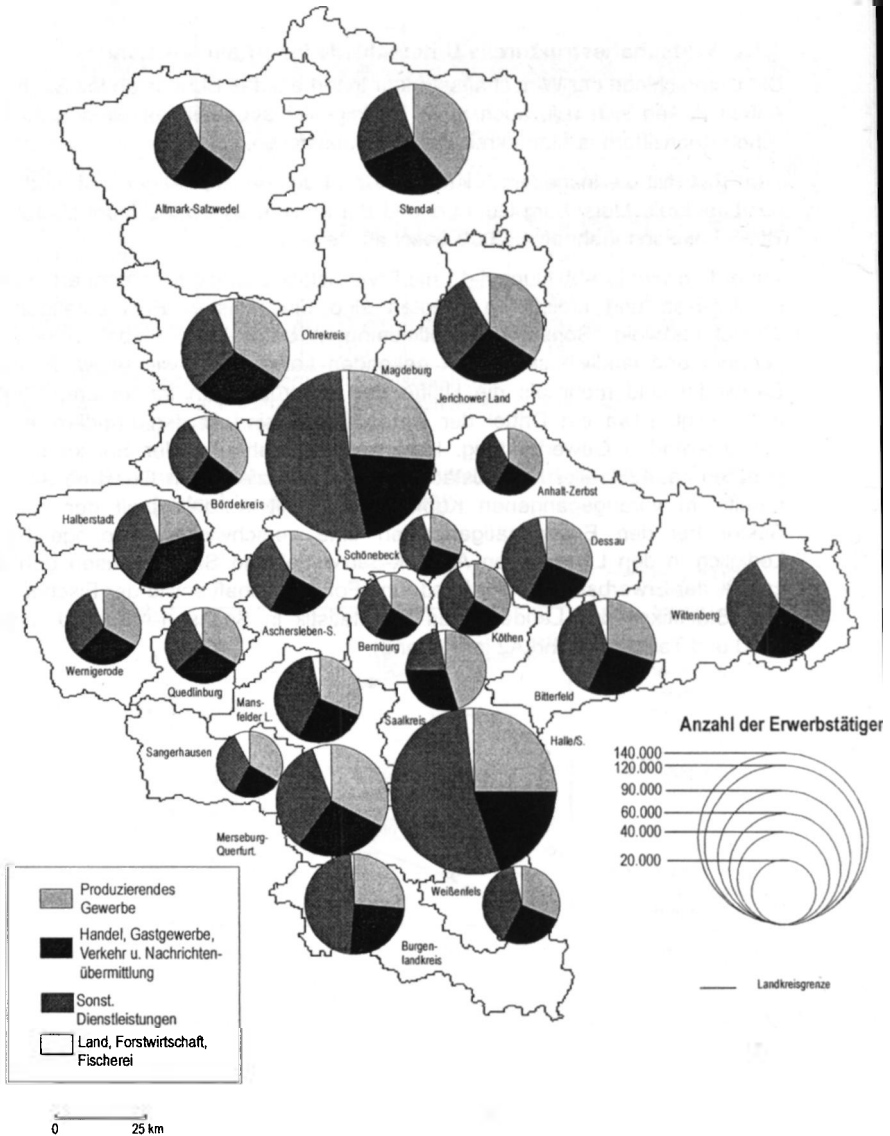 Altmark-Salzwedel
Stendal
Ohrekreis
Magdeburg
Jerichower Land
Bördekreis
Anhalt-Zerbst
Halberstadt
Schönebeck
Dessau
Wittenberg
Aschersleben-S.
Bernburg
Köthen
Wernigerode
Quedlinburg
Bitterfeld
Mans-
felder L.
Saalkreis
Halle/S.
Sangerhausen
Merseburg-
Querfurt.
Weißenfels
Burgen-
landkreis
Anzahl der Erwerbstätiger
140.000
120.000
90.000
60.000
40.000
20.000
Landkreisgrenze
Produzierendes
Gewerbe
Handel, Gastgewerbe,
Verkehr u. Nachrichten-
übermittlung
Sonst.
Dienstleistungen
Land, Forstwirtschaft,
Fischerei
0 25 km